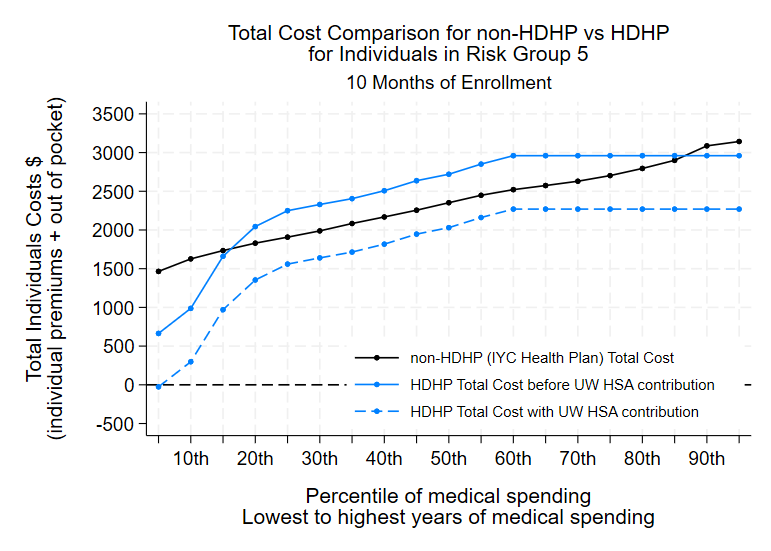 Total Cost Comparison for non-HDHP vs HDHP
for Individuals in Risk Group 5
10 Months of Enrollment
Total Individuals Costs $
(individual premiums + out of pocket)
3500
3000
2500
2000
1500
1000
500
0
-500
non-HDHP (IYC Health Plan) Total Cost
HDHP Total Cost before UW HSA contribution
HDHP Total Cost with UW HSA contribution
10th 20th 30th 40th 50th 60th 70th 80th 90th
Percentile of medical spending
Lowest to highest years of medical spending